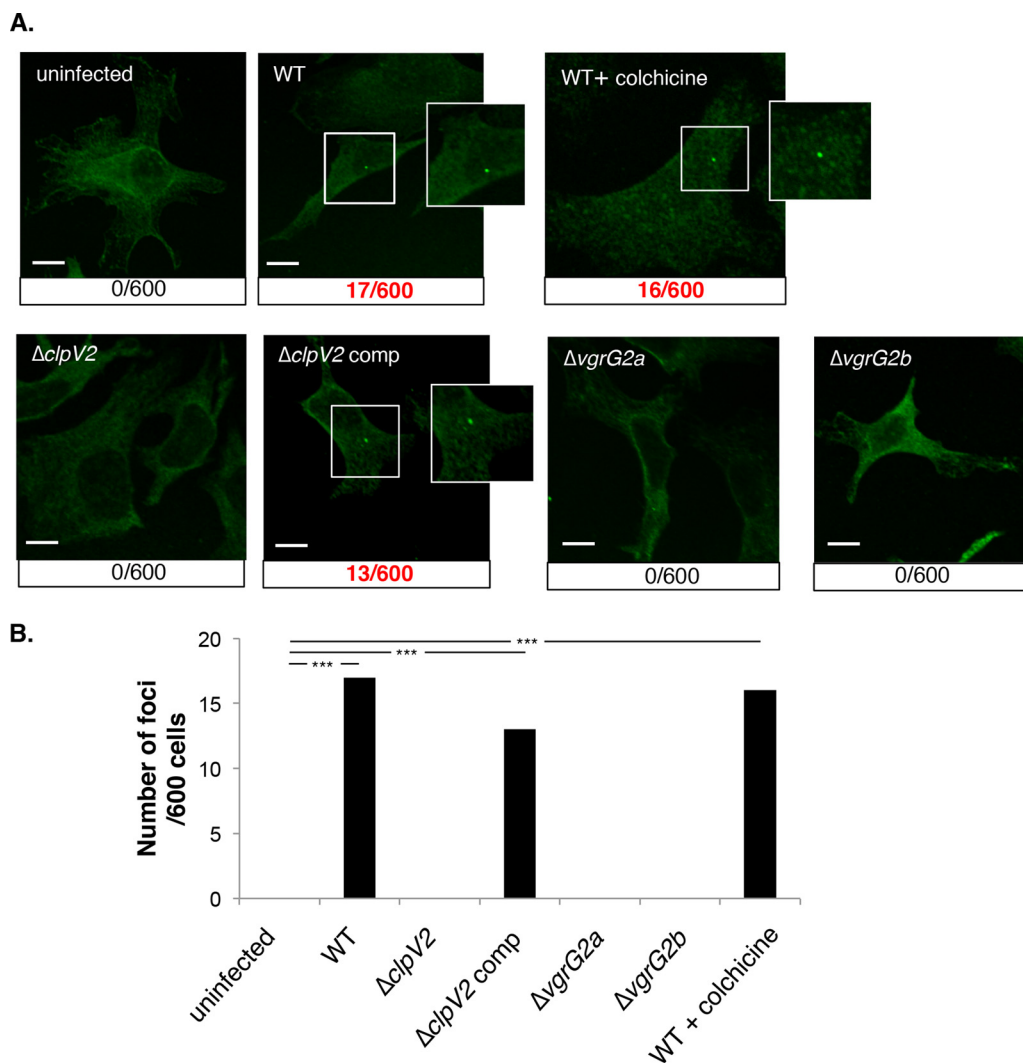 A.
uninfected
WT
WT+ colchicine
0/600
17/600
16/600
ΔclpV2
ΔclpV2 comp
ΔvgrG2a
ΔvgrG2b
0/600
13/600
0/600
0/600
B.
Number of foci
/600 cells
20
15
10
5
0
***
***
***
uninfected
WT
ΔclpV2
ΔclpV2 comp
ΔvgrG2a
ΔvgrG2b
WT + colchicine